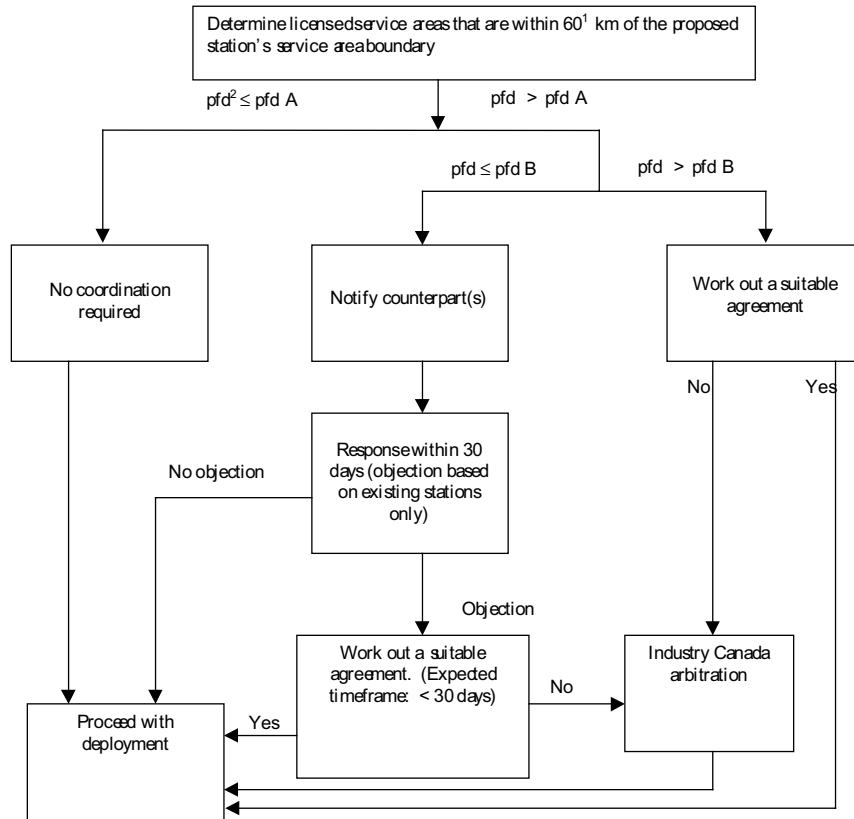 Determine licensed service areas that are within 60¹ km of the proposed
station's service area boundary
pfd² ≤ pfd A
pfd > pfd A
pfd ≤ pfd B
pfd > pfd B
No coordination
required
Notify counterpart(s)
Work out a suitable
agreement
No
Yes
Response within 30
days (objection based
on existing stations
only)
No objection
Objection
Work out a suitable
agreement. (Expected
timeframe: < 30 days)
No
Industry Canada
arbitration
Yes
Proceed with
deployment